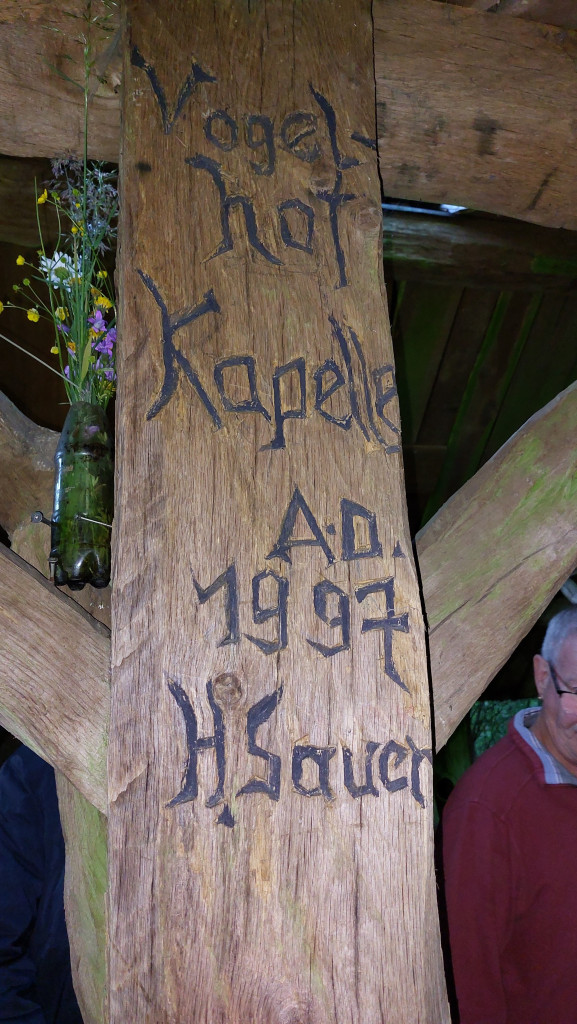 Vogel-
hof
Kapelle
A.D.
1997
H. Sauer